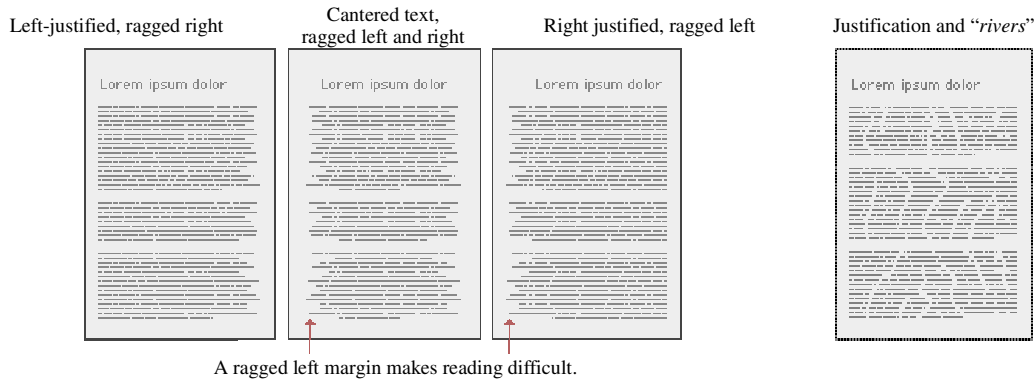 Left-justified, ragged right
Cantered text,
ragged left and right
Right justified, ragged left
Justification and “rivers”
Lorem ipsum dolor
Lorem ipsum dolor
Lorem ipsum dolor
Lorem ipsum dolor
A ragged left margin makes reading difficult.